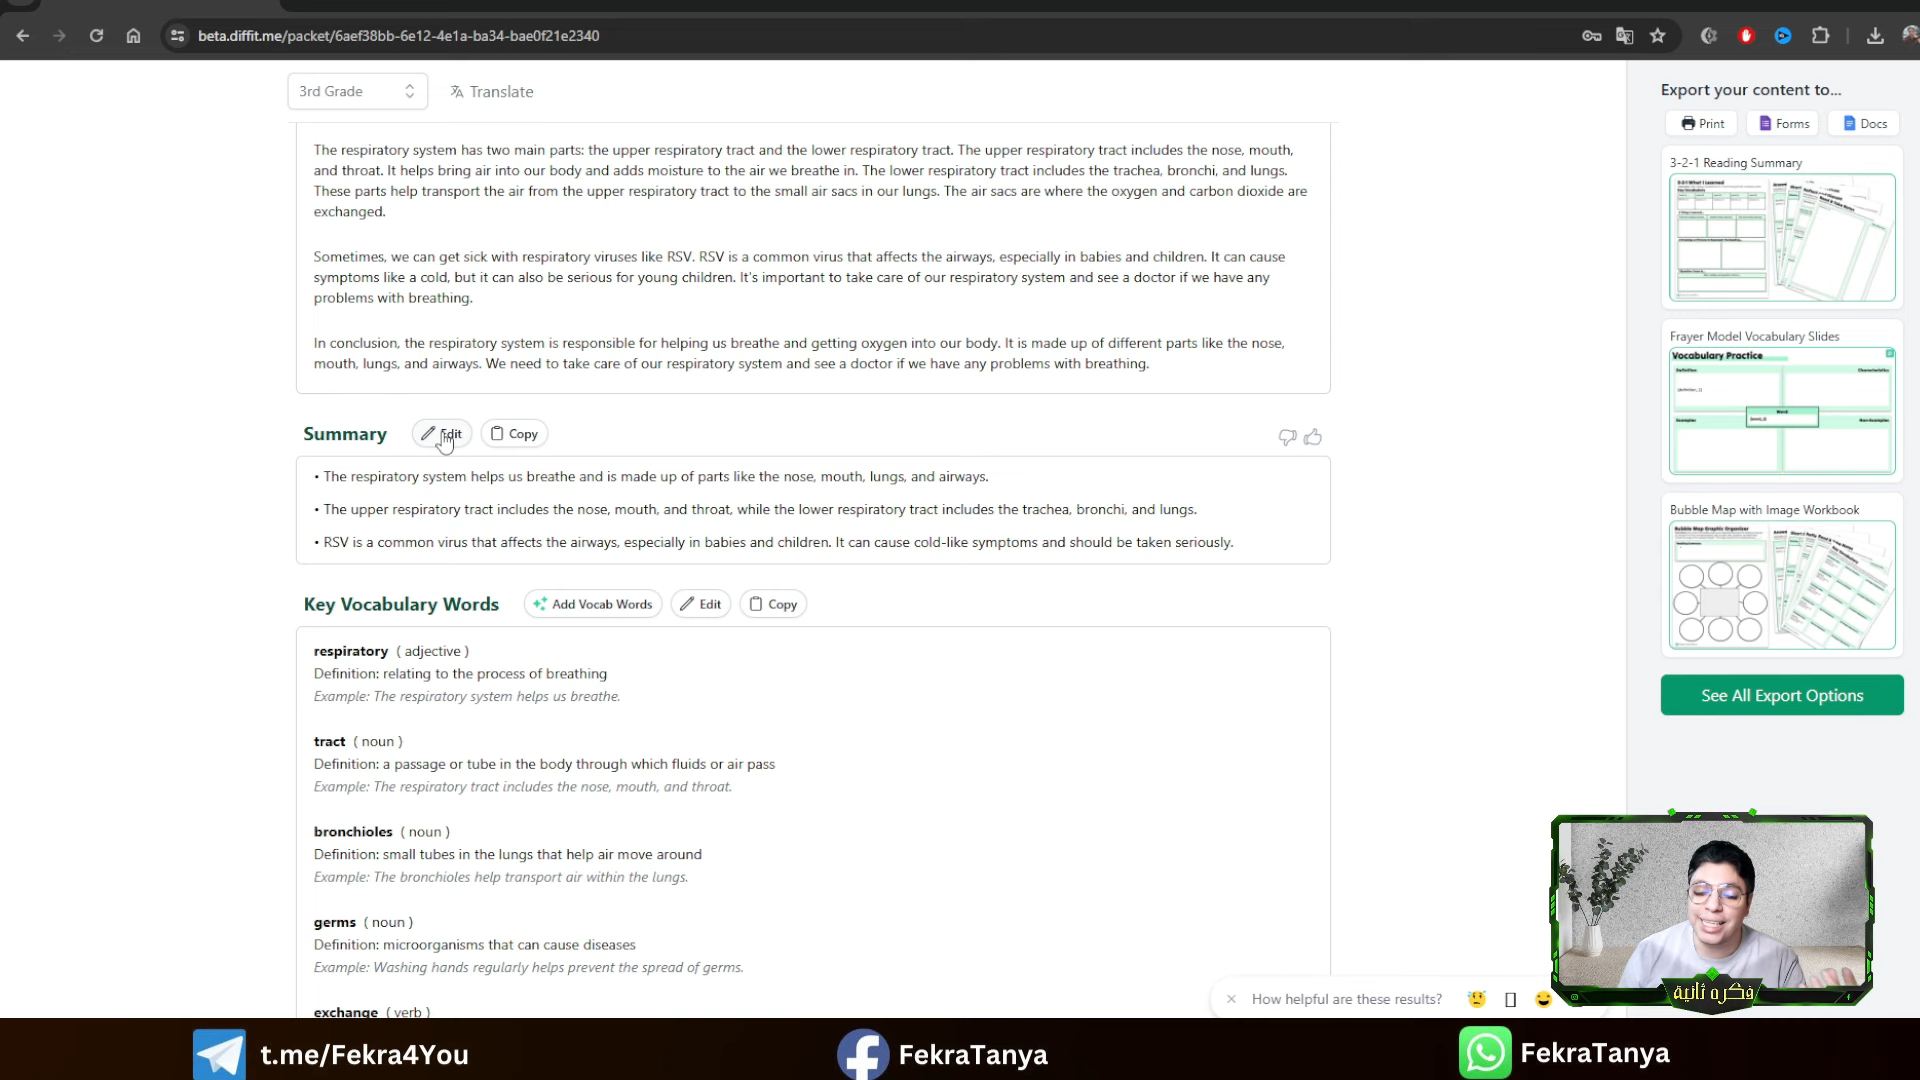 beta.diffit.me/packet/6aef38bb-6e12-4e1a-ba34-bae0f21e2340
3rd Grade
Translate
The respiratory system has two main parts: the upper respiratory tract and the lower respiratory tract. The upper respiratory tract includes the nose, mouth,
and throat. It helps bring air into our body and adds moisture to the air we breathe in. The lower respiratory tract includes the trachea, bronchi, and lungs.
These parts help transport the air from the upper respiratory tract to the small air sacs in our lungs. The air sacs are where the oxygen and carbon dioxide are
exchanged.
Sometimes, we can get sick with respiratory viruses like RSV. RSV is a common virus that affects the airways, especially in babies and children. It can cause
symptoms like a cold, but it can also be serious for young children. It's important to take care of our respiratory system and see a doctor if we have any
problems with breathing.
In conclusion, the respiratory system is responsible for helping us breathe and getting oxygen into our body. It is made up of different parts like the nose,
mouth, lungs, and airways. We need to take care of our respiratory system and see a doctor if we have any problems with breathing.
Summary
Edit
Copy
• The respiratory system helps us breathe and is made up of parts like the nose, mouth, lungs, and airways.
• The upper respiratory tract includes the nose, mouth, and throat, while the lower respiratory tract includes the trachea, bronchi, and lungs.
• RSV is a common virus that affects the airways, especially in babies and children. It can cause cold-like symptoms and should be taken seriously.
Key Vocabulary Words
Add Vocab Words
Edit
Copy
respiratory ( adjective )
Definition: relating to the process of breathing
Example: The respiratory system helps us breathe.
tract ( noun )
Definition: a passage or tube in the body through which fluids or air pass
Example: The respiratory tract includes the nose, mouth, and throat.
bronchioles ( noun )
Definition: small tubes in the lungs that help air move around
Example: The bronchioles help transport air within the lungs.
germs ( noun )
Definition: microorganisms that can cause diseases
Example: Washing hands regularly helps prevent the spread of germs.
exchange ( verb )
Export your content to...
Print
Forms
Docs
3-2-1 Reading Summary
Frayer Model Vocabulary Slides
Vocabulary Practice
Definition
Characteristics
Word
Examples
Non-Examples
Bubble Map with Image Workbook
Bubble Map Graphic Organizer
See All Export Options
How helpful are these results?
فكره ثانية
t.me/Fekra4You
FekraTanya
FekraTanya